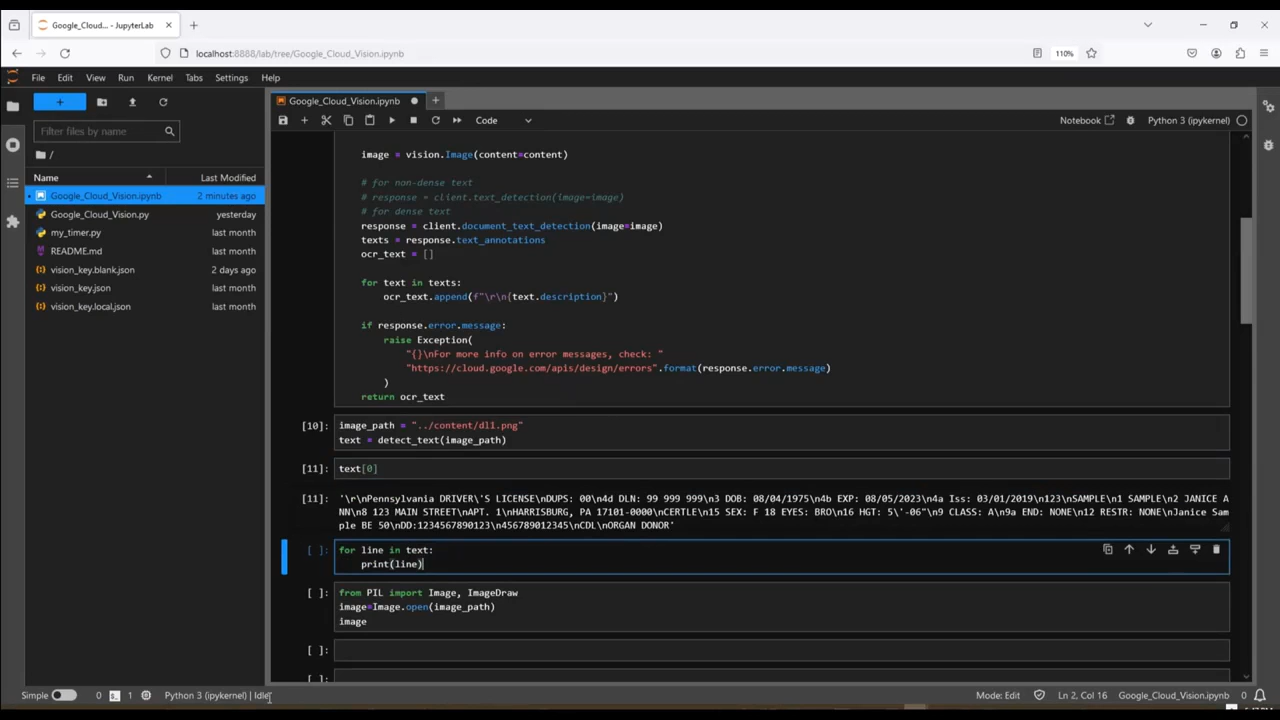 Google_Cloud... - JupyterLab
localhost:8888/lab/tree/Google_Cloud_Vision.ipynb
110%
File Edit View Run Kernel Tabs Settings Help
Google_Cloud_Vision.ipynb
Code
Notebook
Python 3 (ipykernel)
Filter files by name
/
Name Last Modified
Google_Cloud_Vision.ipynb 2 minutes ago
Google_Cloud_Vision.py yesterday
my_timer.py last month
README.md last month
vision_key.blank.json 2 days ago
vision_key.json last month
vision_key.local.json last month
image = vision.Image(content=content)
# for non-dense text
# response = client.text_detection(image=image)
# for dense text
response = client.document_text_detection(image=image)
texts = response.text_annotations
ocr_text = []
for text in texts:
ocr_text.append(f"\r\n{text.description}")
if response.error.message:
raise Exception(
"{}\nFor more info on error messages, check: "
"https://cloud.google.com/apis/design/errors".format(response.error.message)
)
return ocr_text
[10]: image_path = "../content/dl1.png"
text = detect_text(image_path)
[11]: text[0]
[11]: '\r\nPennsylvania DRIVER\'S LICENSE\nDUPS: 00\n4d DLN: 99 999 999\n3 DOB: 08/04/1975\n4b EXP: 08/05/2023\n4a Iss: 03/01/2019\n123\nSAMPLE\n1 SAMPLE\n2 JANICE A
NN\n8 123 MAIN STREET\nAPT. 1\nHARRISBURG, PA 17101-0000\nCERTLE\n15 SEX: F 18 EYES: BRO\n16 HGT: 5\'-06"\n9 CLASS: A\n9a END: NONE\n12 RESTR: NONE\nJanice Sam
ple BE 50\nDD:1234567890123\n456789012345\nCDL\nORGAN DONOR'
[ ]: for line in text:
print(line)
[ ]: from PIL import Image, ImageDraw
image=Image.open(image_path)
image
[ ]:
[ ]:
Simple 0 $_ 1 Python 3 (ipykernel) | Idle Mode: Edit Ln 2, Col 16 Google_Cloud_Vision.ipynb 0